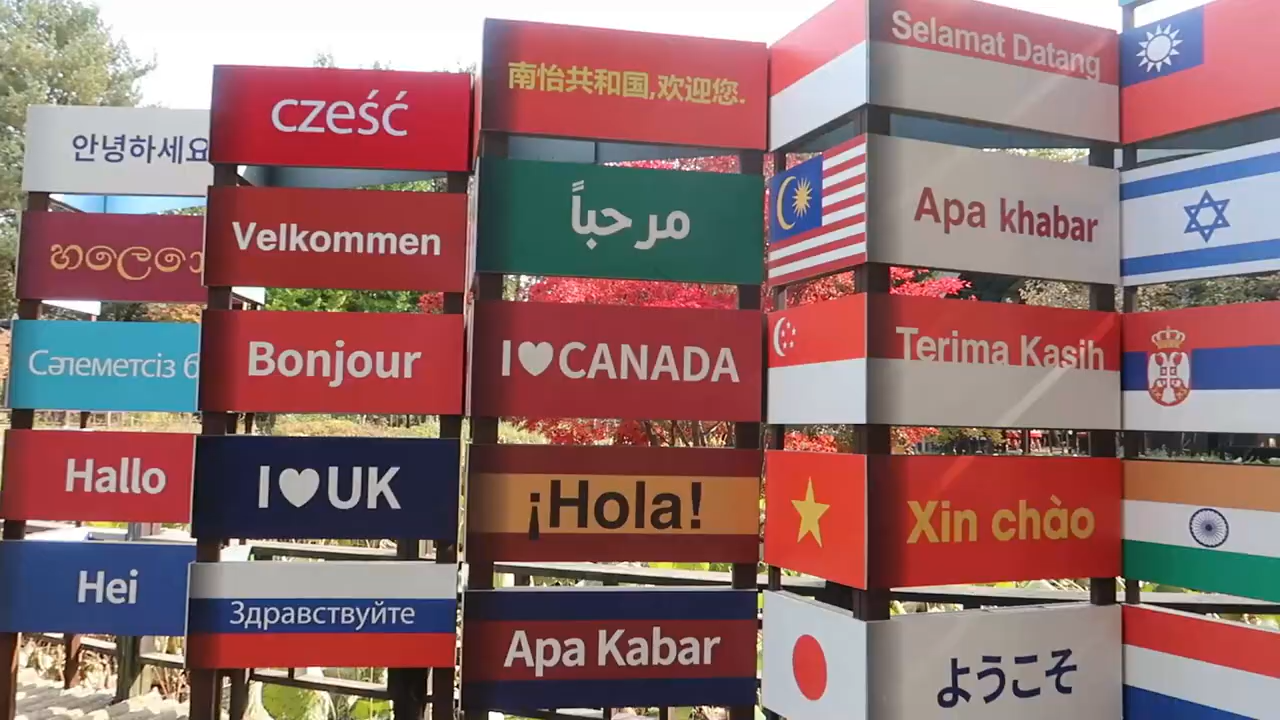 안녕하세요
Сәлеметсіз б
Hallo
Hei
cześć
Velkommen
Bonjour
I♥UK
Здравствуйте
南怡共和国,欢迎您.
مرحباً
I♥CANADA
¡Hola!
Apa Kabar
Selamat Datang
Apa khabar
Terima Kasih
Xin chào
ようこそ